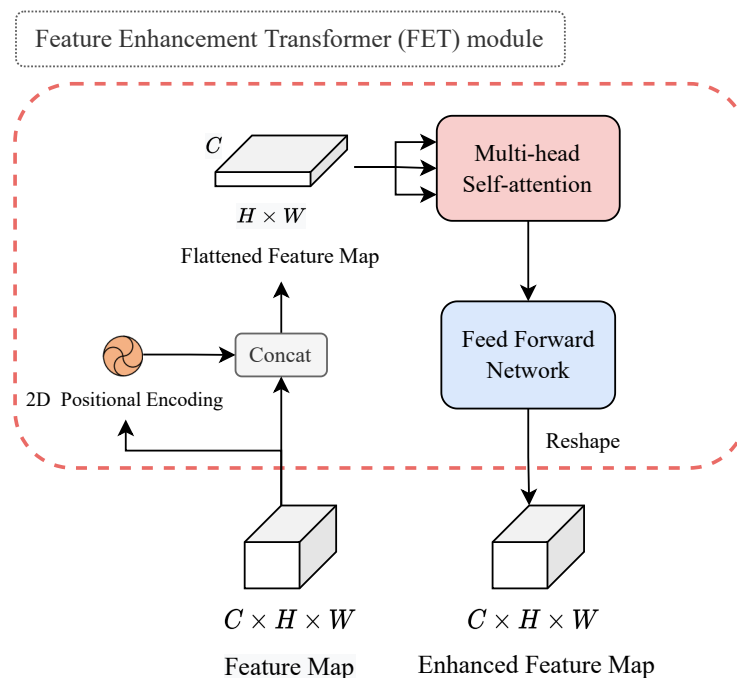 Feature Enhancement Transformer (FET) module
C
H × W
Flattened Feature Map
Multi-head
Self-attention
Concat
2D Positional Encoding
Feed Forward
Network
Reshape
C × H × W
Feature Map
C × H × W
Enhanced Feature Map